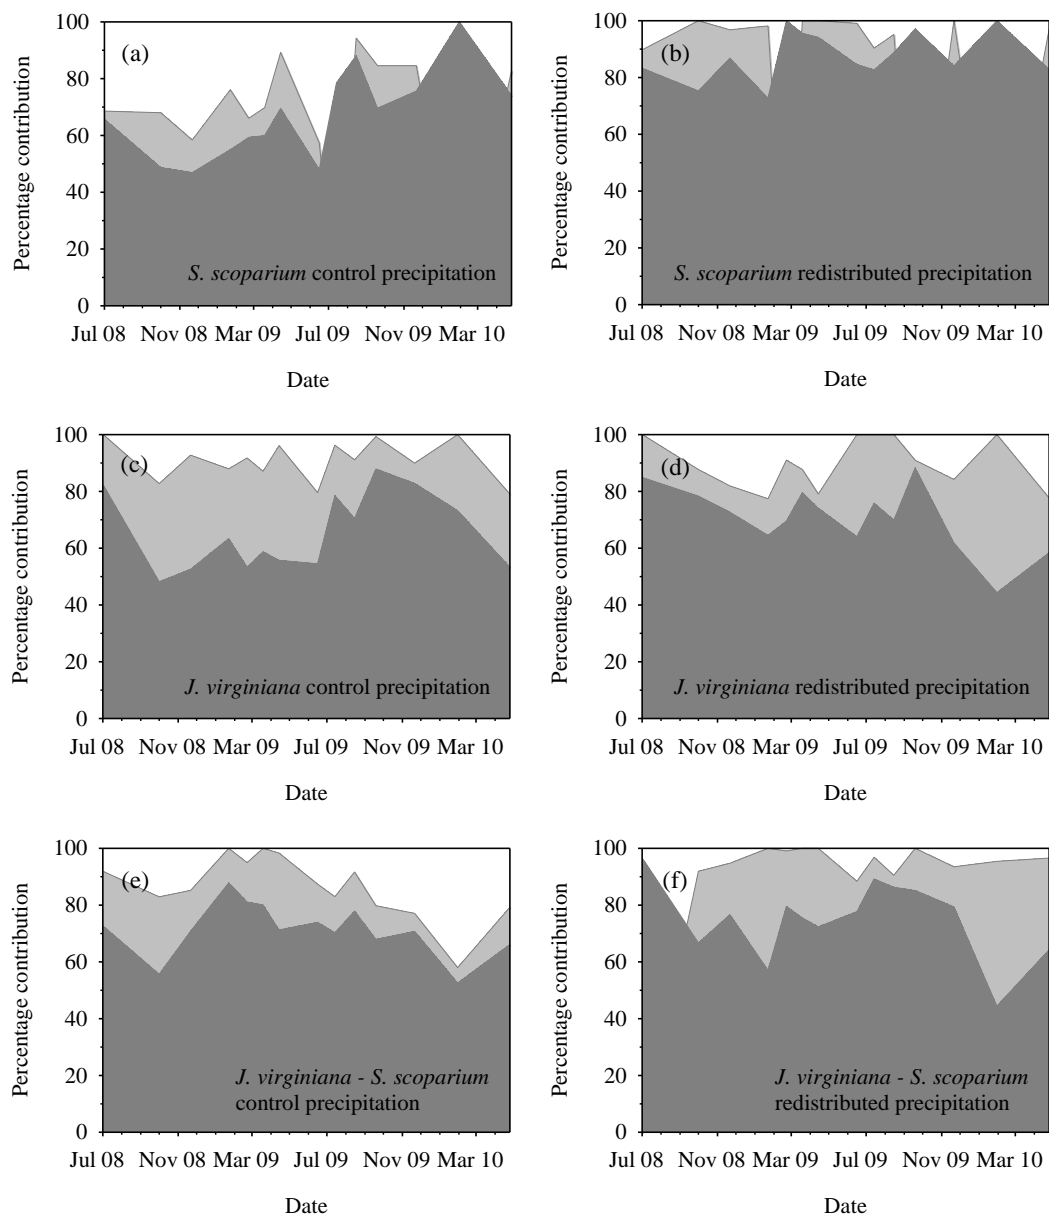 Percentage contribution
100
80
60
40
20
0
(a)
S. scoparium control precipitation
Jul 08 Nov 08 Mar 09 Jul 09 Nov 09 Mar 10
Date
Percentage contribution
100
80
60
40
20
0
(b)
S. scoparium redistributed precipitation
Jul 08 Nov 08 Mar 09 Jul 09 Nov 09 Mar 10
Date
Percentage contribution
100
80
60
40
20
0
(c)
J. virginiana control precipitation
Jul 08 Nov 08 Mar 09 Jul 09 Nov 09 Mar 10
Date
Percentage contribution
100
80
60
40
20
0
(d)
J. virginiana redistributed precipitation
Jul 08 Nov 08 Mar 09 Jul 09 Nov 09 Mar 10
Date
Percentage contribution
100
80
60
40
20
0
(e)
J. virginiana - S. scoparium
control precipitation
Jul 08 Nov 08 Mar 09 Jul 09 Nov 09 Mar 10
Date
Percentage contribution
100
80
60
40
20
0
(f)
J. virginiana - S. scoparium
redistributed precipitation
Jul 08 Nov 08 Mar 09 Jul 09 Nov 09 Mar 10
Date